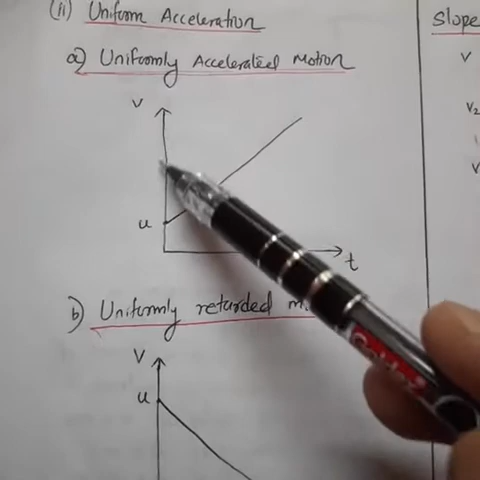 (ii) Uniform Acceleration
a) Uniformly Accelerated Motion
v
u
t
b) Uniformly retarded
V
u
Slope
v
v2
v